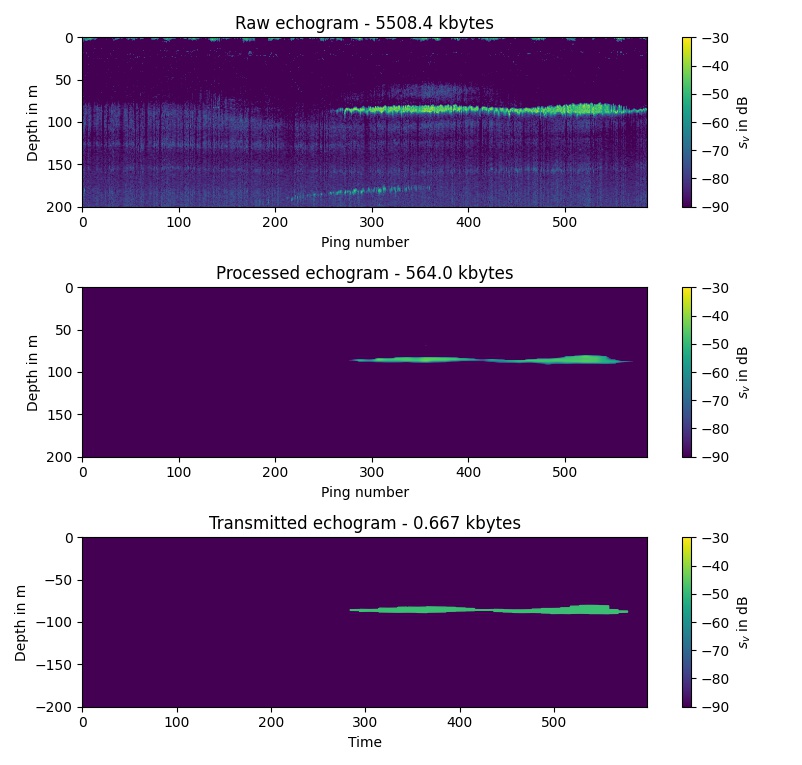 Raw echogram - 5508.4 kbytes
0
50
100
150
200
Depth in m
0 100 200 300 400 500
Ping number
−30
−40
−50
−60
−70
−80
−90
sv in dB
Processed echogram - 564.0 kbytes
0
50
100
150
200
Depth in m
0 100 200 300 400 500
Ping number
−30
−40
−50
−60
−70
−80
−90
sv in dB
Transmitted echogram - 0.667 kbytes
0
−50
−100
−150
−200
Depth in m
0 100 200 300 400 500
Time
−30
−40
−50
−60
−70
−80
−90
sv in dB